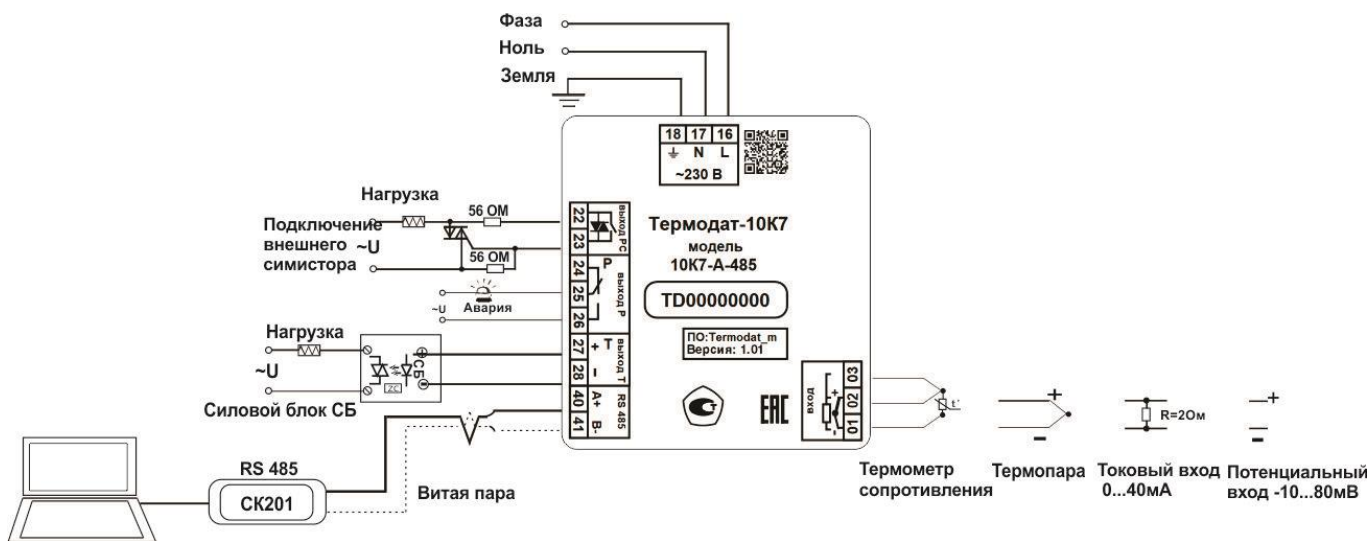 Фаза
Ноль
Земля
18 17 16
N L
~230 В
Термодат-10К7
модель
10К7-А-485
TD00000000
ПО:Termodat_m
Версия: 1.01
Нагрузка
56 ОМ
Подключение
внешнего
симистора
~U
56 ОМ
Авария
~U
Нагрузка
~U
Силовой блок СБ
СБ
ZC
+
-
22
23
24
25
26
27
28
40
41
выход РС
Р
выход Р
+ Т
-
выход Т
А+
В-
RS 485
ЕАС
вход
+
-
03
02
01
t°
Термометр
сопротивления
+
-
Термопара
R=2Ом
Токовый вход
0...40мА
+
-
Потенциальный
вход -10...80мВ
RS 485
СК201
Витая пара